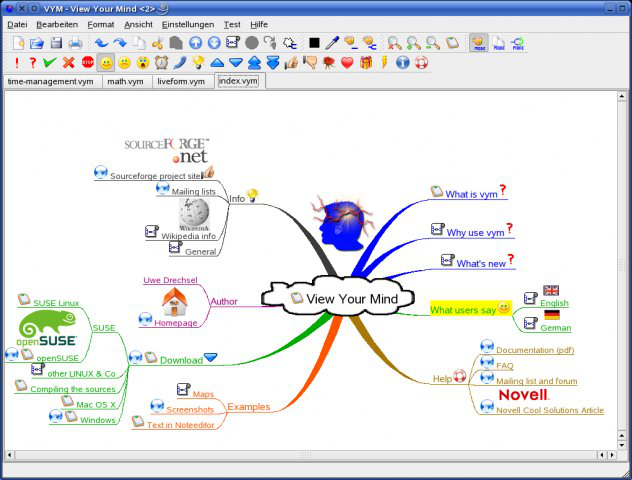 VYM - View Your Mind <2>
Datei Bearbeiten Format Ansicht Einstellungen Test Hilfe
time-management.vym math.vym liveform.vym index.vym
SOURCEFORGE™
.net
Sourceforge project site
Mailing lists
Info
WIKIPEDIA
Wikipedia info
General
What is vym
Why use vym
What's new
View Your Mind
Uwe Drechsel
Author
Homepage
What users say
English
German
SUSE Linux
openSUSE
SUSE
openSUSE
Download
other LINUX & Co
Compiling the sources
Mac OS X
Windows
Maps
Screenshots
Examples
Text in Noteeditor
Help
Documentation (pdf)
FAQ
Mailing list and forum
Novell.
Novell Cool Solutions Article